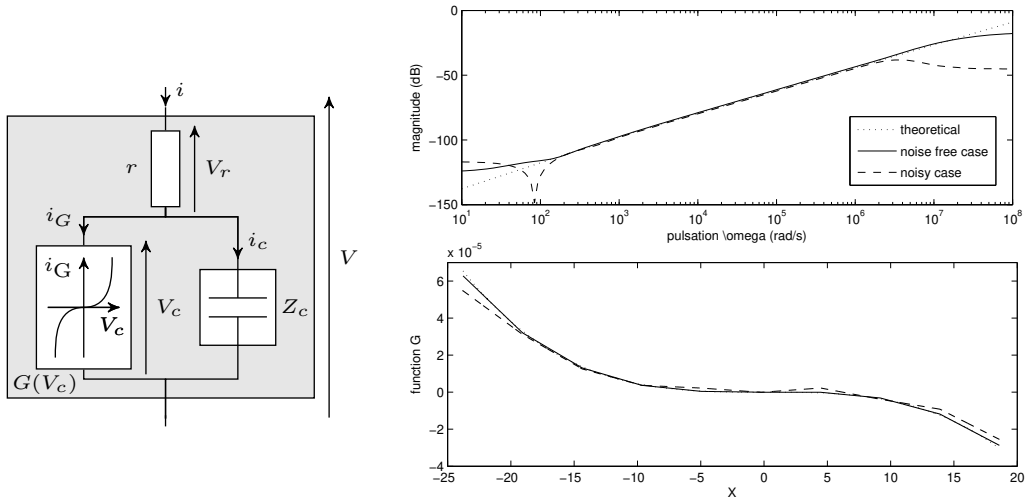 i
r
V_r
i_G
i_c
i_G
V_c
V_c
Z_c
V
G(V_c)
0
−50
−100
−150
magnitude (dB)
theoretical
noise free case
noisy case
10^1 10^2 10^3 10^4 10^5 10^6 10^7 10^8
pulsation \omega (rad/s)
x 10^-5
6
4
2
0
−2
−4
function G
−25 −20 −15 −10 −5 0 5 10 15 20
X